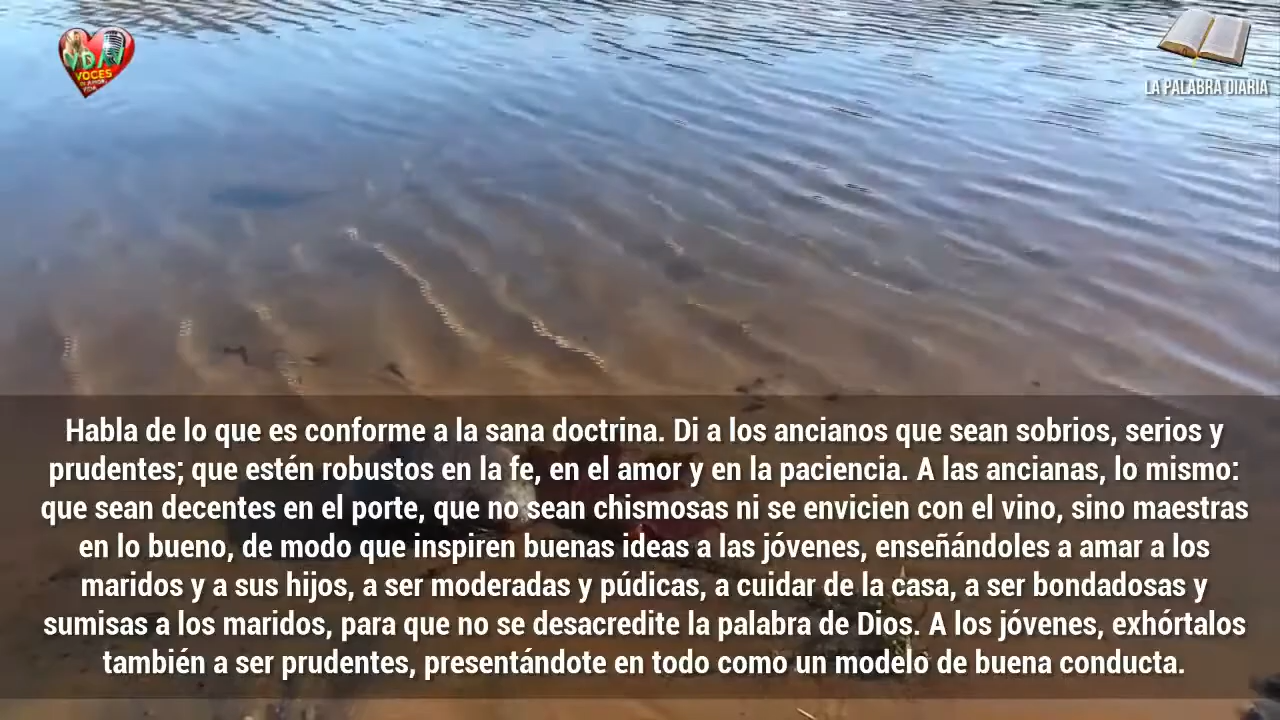 VDA
VOCES
LA PALABRA DIARIA
Habla de lo que es conforme a la sana doctrina. Di a los ancianos que sean sobrios, serios y
prudentes; que estén robustos en la fe, en el amor y en la paciencia. A las ancianas, lo mismo:
que sean decentes en el porte, que no sean chismosas ni se envicien con el vino, sino maestras
en lo bueno, de modo que inspiren buenas ideas a las jóvenes, enseñándoles a amar a los
maridos y a sus hijos, a ser moderadas y púdicas, a cuidar de la casa, a ser bondadosas y
sumisas a los maridos, para que no se desacredite la palabra de Dios. A los jóvenes, exhórtalos
también a ser prudentes, presentándote en todo como un modelo de buena conducta.